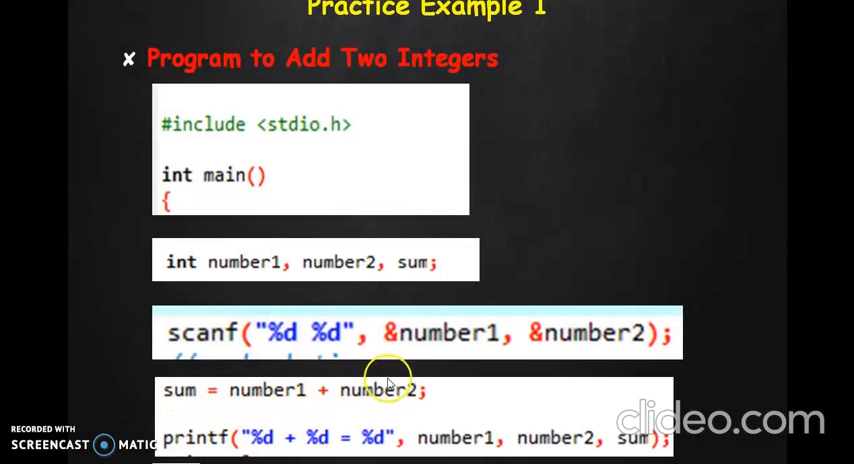 Practice Example 1
Program to Add Two Integers
#include <stdio.h>
int main()
{
int number1, number2, sum;
scanf("%d %d", &number1, &number2);
sum = number1 + number2;
printf("%d + %d = %d", number1, number2, sum);
clideo.com
RECORDED WITH
SCREENCAST MATIC